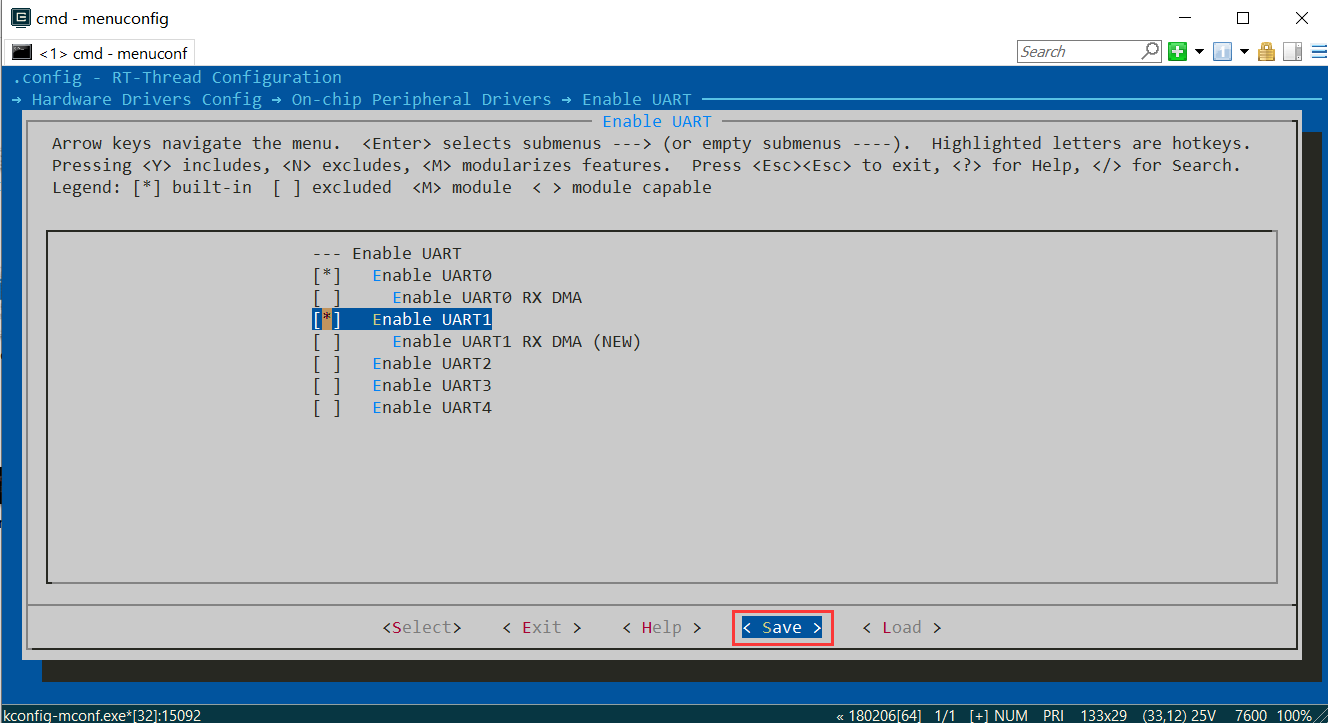 cmd - menuconfig
<1> cmd - menuconf
Search
.config - RT-Thread Configuration
→ Hardware Drivers Config → On-chip Peripheral Drivers → Enable UART
Enable UART
Arrow keys navigate the menu.  <Enter> selects submenus ---> (or empty submenus ----).  Highlighted letters are hotkeys.
Pressing <Y> includes, <N> excludes, <M> modularizes features.  Press <Esc><Esc> to exit, <?> for Help, </> for Search.
Legend: [*] built-in  [ ] excluded  <M> module  < > module capable
--- Enable UART
[*]   Enable UART0
[ ]     Enable UART0 RX DMA
[*]   Enable UART1
[ ]     Enable UART1 RX DMA (NEW)
[ ]   Enable UART2
[ ]   Enable UART3
[ ]   Enable UART4
<Select>    < Exit >    < Help >    < Save >    < Load >
kconfig-mconf.exe*[32]:15092    « 180206[64]  1/1  [+] NUM  PRI  133x29  (33,12) 25V  7600  100%